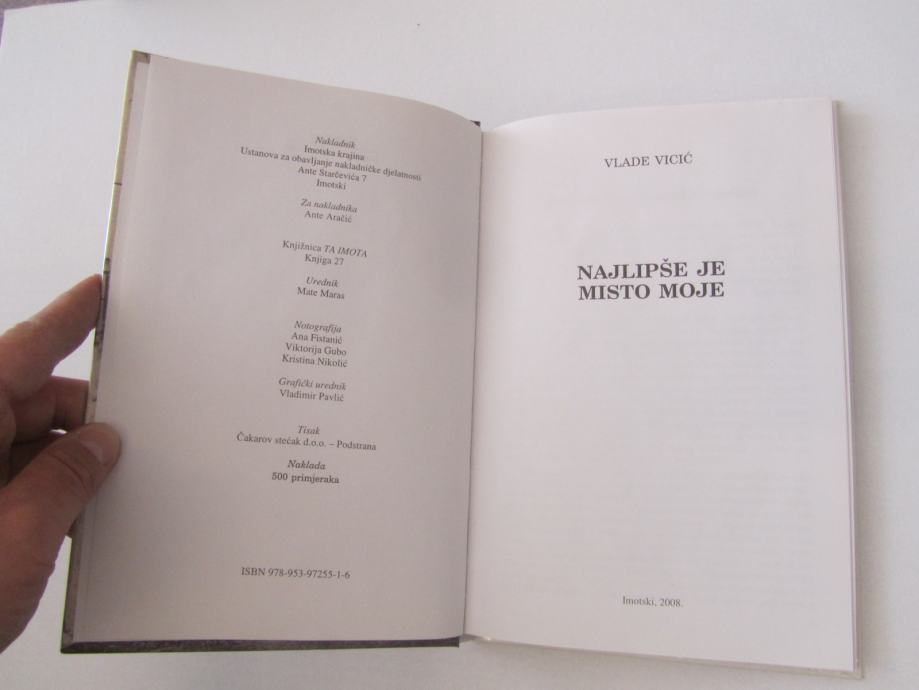 Nakladnik
Imotska krajina
Ustanova za obavljanje nakladničke djelatnosti
Ante Starčevića 7
Imotski
Za nakladnika
Ante Aračić
Knjižnica TA IMOTA
Knjiga 27
Urednik
Mate Maras
Notografija
Ana Fistanić
Viktorija Gubo
Kristina Nikolić
Grafički urednik
Vladimir Pavlić
Tisak
Čakarov stećak d.o.o. – Podstrana
Naklada
500 primjeraka
ISBN 978-953-97255-1-6
VLADE VICIĆ
NAJLIPŠE JE
MISTO MOJE
Imotski, 2008.